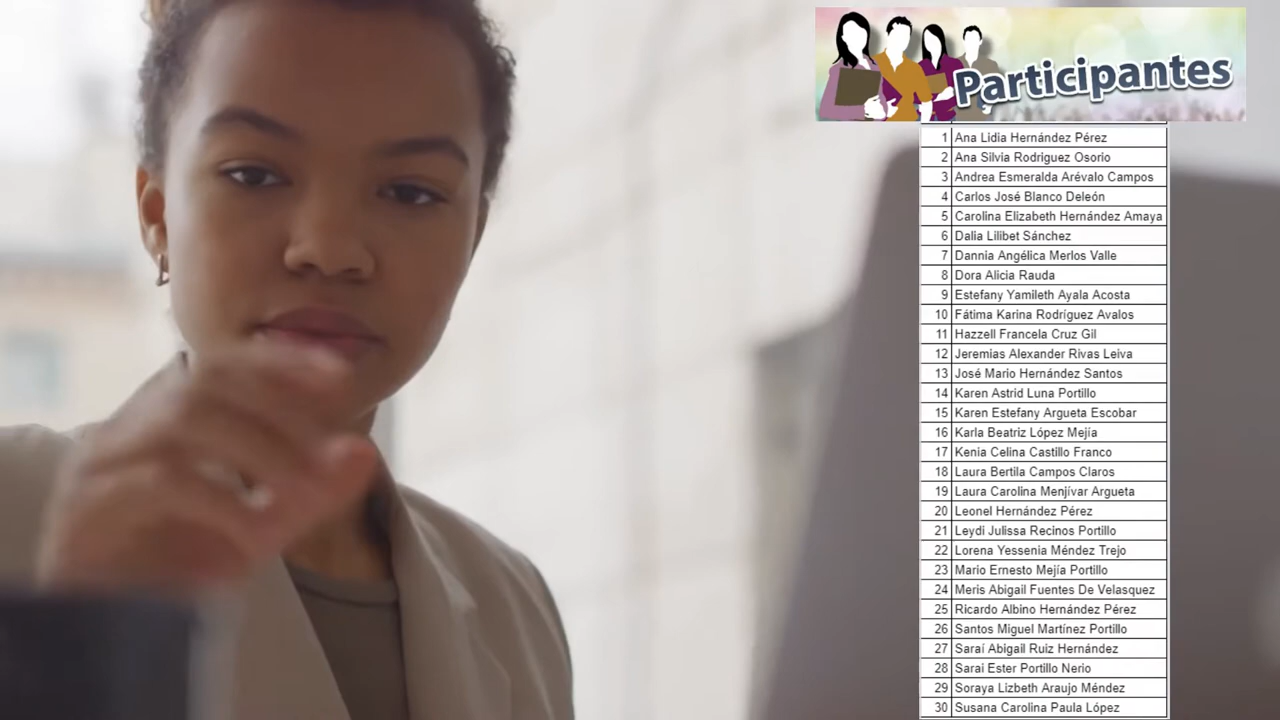 Participantes
1 Ana Lidia Hernández Pérez
2 Ana Silvia Rodriguez Osorio
3 Andrea Esmeralda Arévalo Campos
4 Carlos José Blanco Deleón
5 Carolina Elizabeth Hernández Amaya
6 Dalia Lilibet Sánchez
7 Dannia Angélica Merlos Valle
8 Dora Alicia Rauda
9 Estefany Yamileth Ayala Acosta
10 Fátima Karina Rodríguez Avalos
11 Hazzell Francela Cruz Gil
12 Jeremias Alexander Rivas Leiva
13 José Mario Hernández Santos
14 Karen Astrid Luna Portillo
15 Karen Estefany Argueta Escobar
16 Karla Beatriz López Mejía
17 Kenia Celina Castillo Franco
18 Laura Bertila Campos Claros
19 Laura Carolina Menjívar Argueta
20 Leonel Hernández Pérez
21 Leydi Julissa Recinos Portillo
22 Lorena Yessenia Méndez Trejo
23 Mario Ernesto Mejía Portillo
24 Meris Abigail Fuentes De Velasquez
25 Ricardo Albino Hernández Pérez
26 Santos Miguel Martínez Portillo
27 Saraí Abigail Ruiz Hernández
28 Sarai Ester Portillo Nerio
29 Soraya Lizbeth Araujo Méndez
30 Susana Carolina Paula López